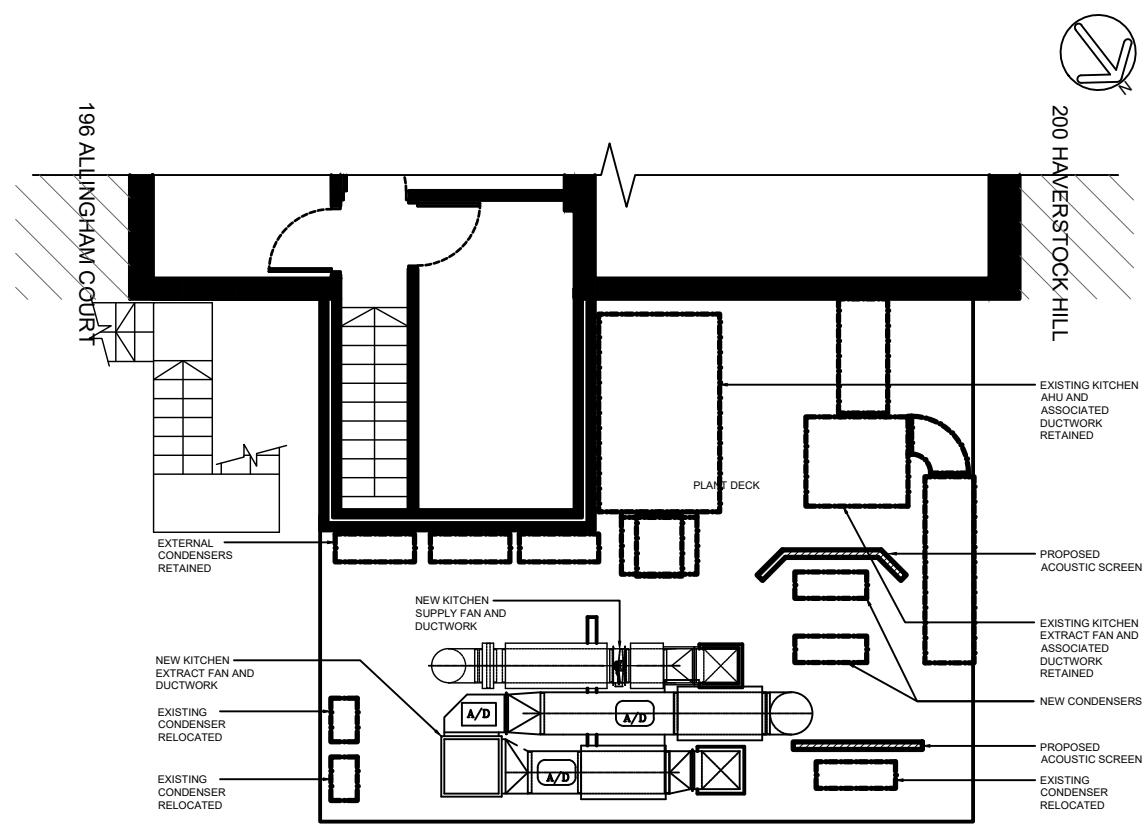 N
196 ALLINGHAM COURT
200 HAVERSTOCK HILL
EXISTING KITCHEN
AHU AND
ASSOCIATED
DUCTWORK
RETAINED
PLANT DECK
EXTERNAL
CONDENSERS
RETAINED
PROPOSED
ACOUSTIC SCREEN
NEW KITCHEN
SUPPLY FAN AND
DUCTWORK
EXISTING KITCHEN
EXTRACT FAN AND
ASSOCIATED
DUCTWORK
RETAINED
NEW KITCHEN
EXTRACT FAN AND
DUCTWORK
NEW CONDENSERS
EXISTING
CONDENSER
RELOCATED
A/D
A/D
PROPOSED
ACOUSTIC SCREEN
EXISTING
CONDENSER
RELOCATED
A/D
EXISTING
CONDENSER
RELOCATED